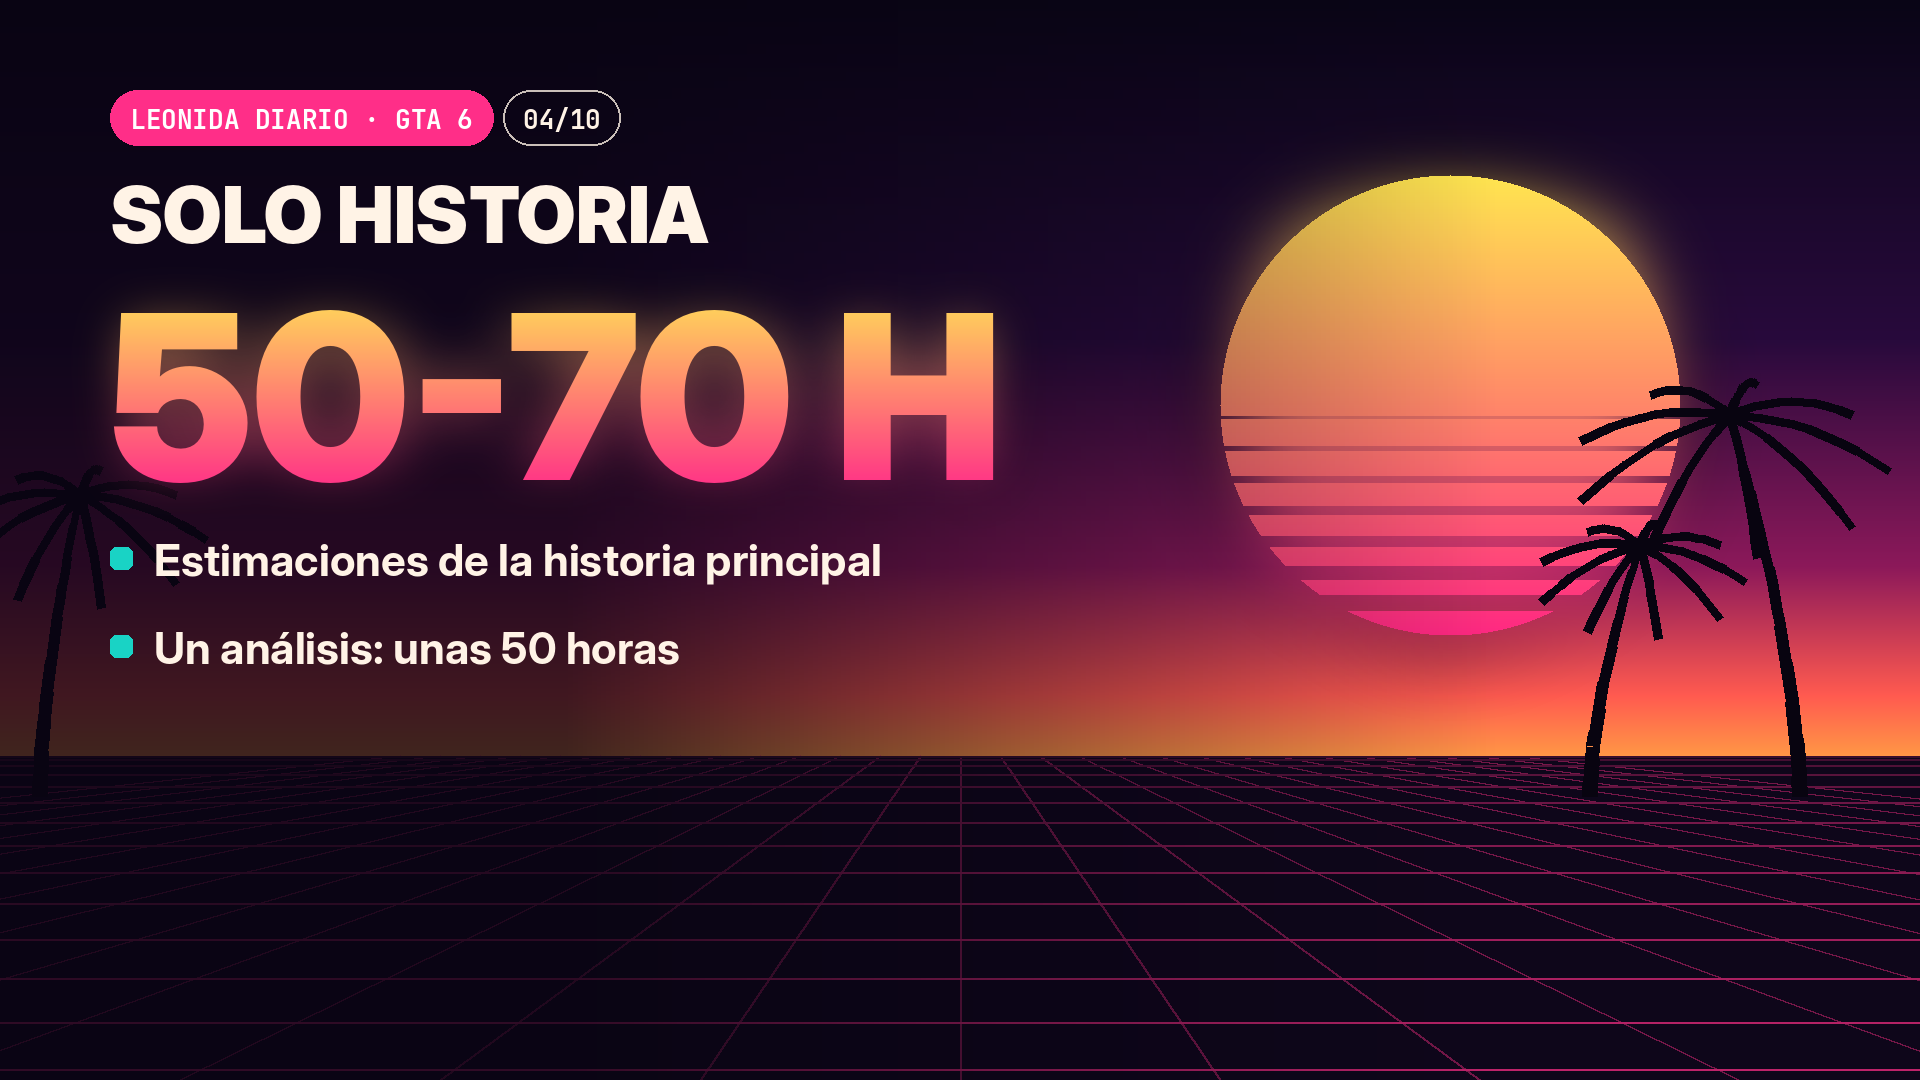 LEONIDA DIARIO · GTA 6
04/10
SOLO HISTORIA
50-70 H
Estimaciones de la historia principal
Un análisis: unas 50 horas